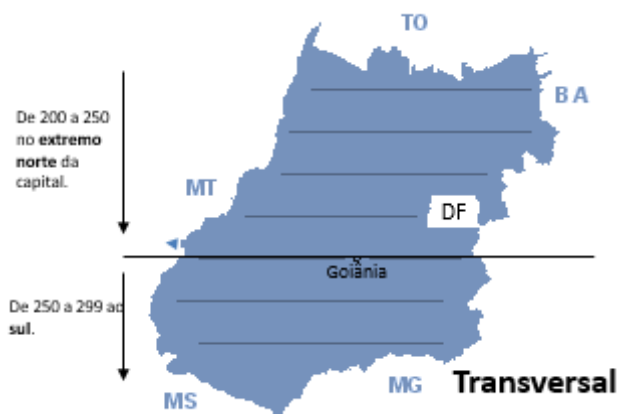 TO
BA
De 200 a 250
no extremo
norte da
capital.
MT
DF
Goiânia
De 250 a 299 ao
sul.
MS
MG
Transversal